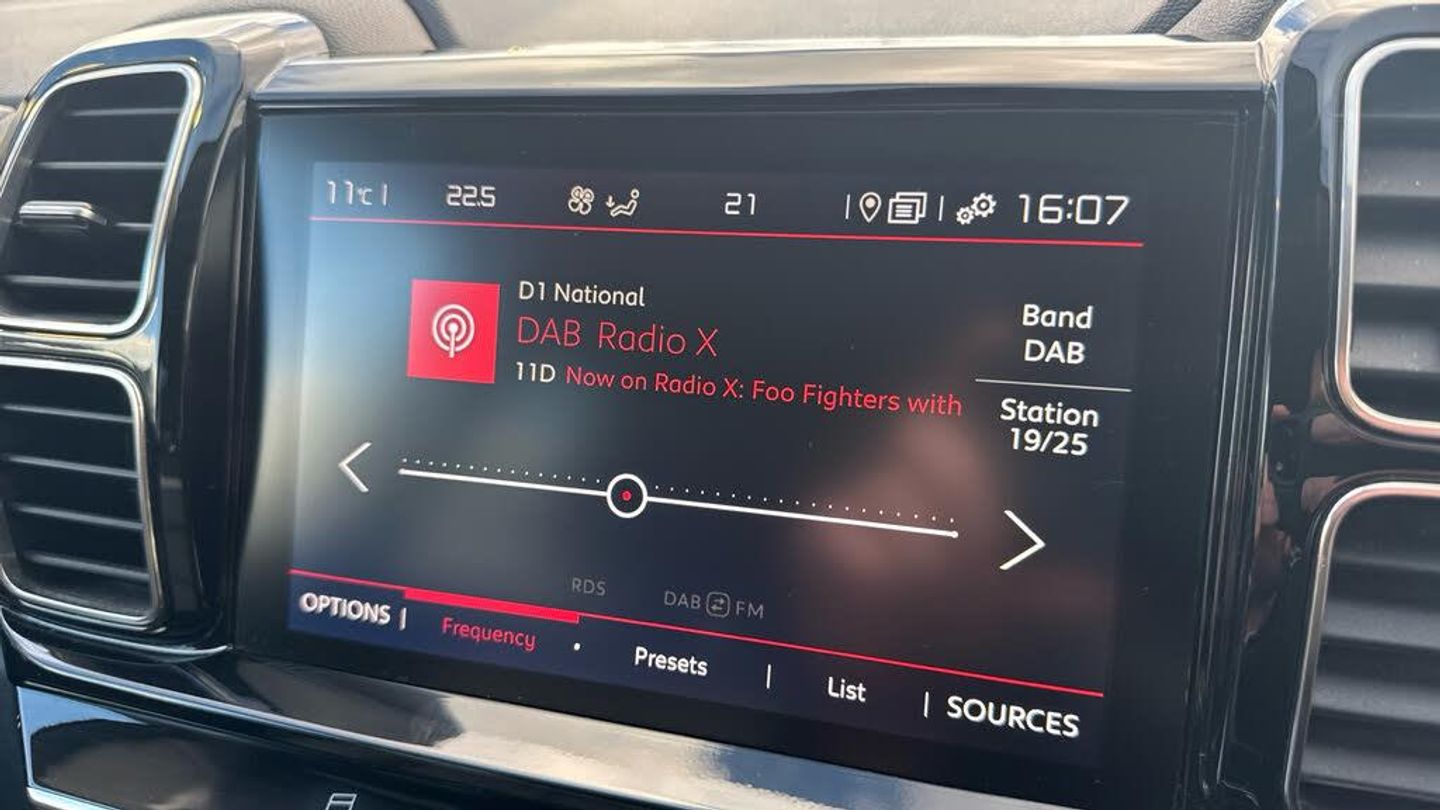 11°C 22.5 21 16:07
D1 National
DAB Radio X
11D Now on Radio X: Foo Fighters with
Band
DAB
Station
19/25
RDS DAB FM
OPTIONS Frequency Presets List SOURCES